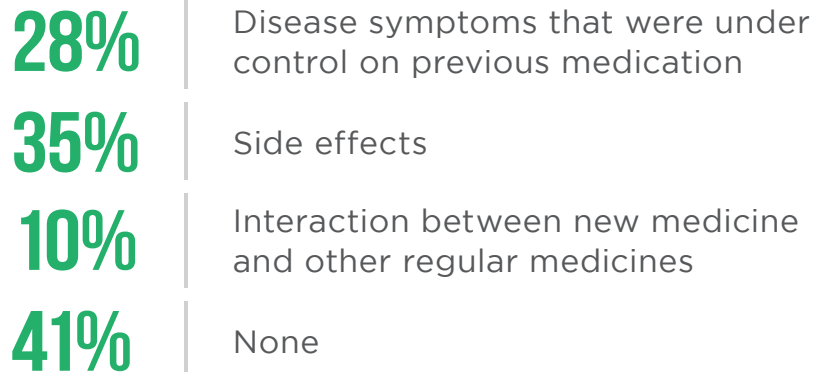 28%
Disease symptoms that were under
control on previous medication
35%
Side effects
10%
Interaction between new medicine
and other regular medicines
41%
None